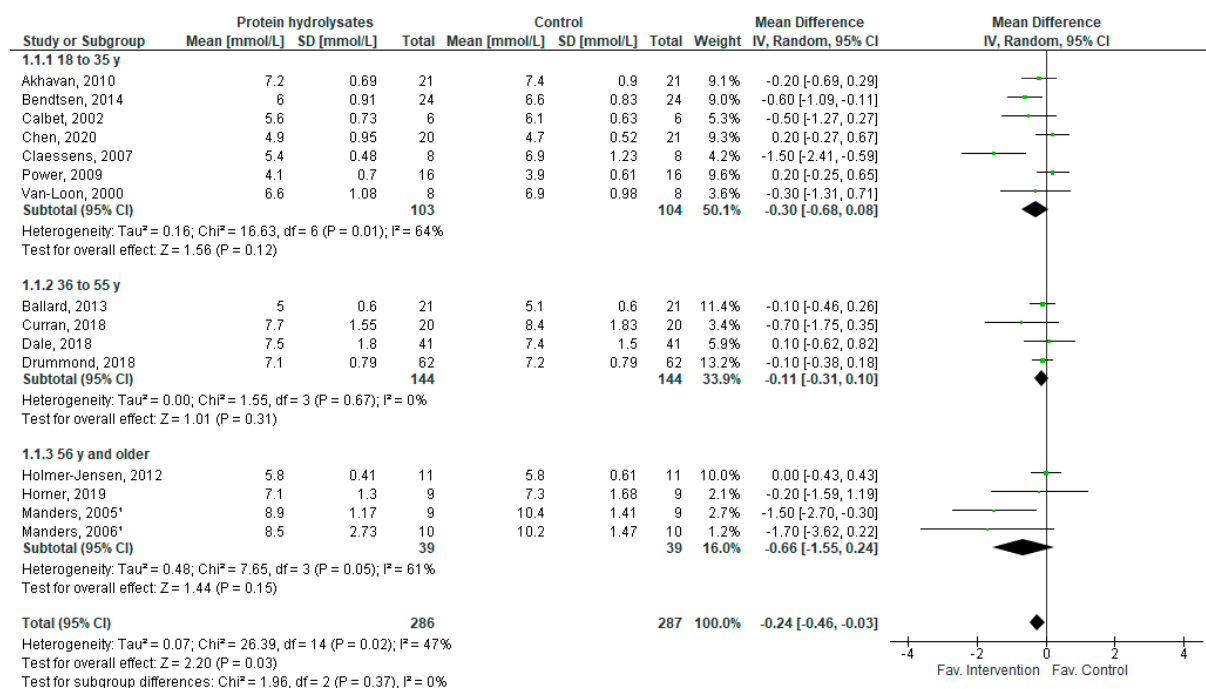 Protein hydrolysates Control Mean Difference Mean Difference
Study or Subgroup Mean [mmol/L] SD [mmol/L] Total Mean [mmol/L] SD [mmol/L] Total Weight IV, Random, 95% CI IV, Random, 95% CI
1.1.1 18 to 35 y
Akhavan, 2010 7.2 0.69 21 7.4 0.9 21 9.1% -0.20 [-0.69, 0.29]
Bendtsen, 2014 6 0.91 24 6.6 0.83 24 9.0% -0.60 [-1.09, -0.11]
Calbet, 2002 5.6 0.73 6 6.1 0.63 6 5.3% -0.50 [-1.27, 0.27]
Chen, 2020 4.9 0.95 20 4.7 0.52 21 9.3% 0.20 [-0.27, 0.67]
Claessens, 2007 5.4 0.48 8 6.9 1.23 8 4.2% -1.50 [-2.41, -0.59]
Power, 2009 4.1 0.7 16 3.9 0.61 16 9.6% 0.20 [-0.25, 0.65]
Van-Loon, 2000 6.6 1.08 8 6.9 0.98 8 3.6% -0.30 [-1.31, 0.71]
Subtotal (95% CI) 103 104 50.1% -0.30 [-0.68, 0.08]
Heterogeneity: Tau² = 0.16; Chi² = 16.63, df = 6 (P = 0.01); I² = 64%
Test for overall effect: Z = 1.56 (P = 0.12)
1.1.2 36 to 55 y
Ballard, 2013 5 0.6 21 5.1 0.6 21 11.4% -0.10 [-0.46, 0.26]
Curran, 2018 7.7 1.55 20 8.4 1.83 20 3.4% -0.70 [-1.75, 0.35]
Dale, 2018 7.5 1.8 41 7.4 1.5 41 5.9% 0.10 [-0.62, 0.82]
Drummond, 2018 7.1 0.79 62 7.2 0.79 62 13.2% -0.10 [-0.38, 0.18]
Subtotal (95% CI) 144 144 33.9% -0.11 [-0.31, 0.10]
Heterogeneity: Tau² = 0.00; Chi² = 1.55, df = 3 (P = 0.67); I² = 0%
Test for overall effect: Z = 1.01 (P = 0.31)
1.1.3 56 y and older
Holmer-Jensen, 2012 5.8 0.41 11 5.8 0.61 11 10.0% 0.00 [-0.43, 0.43]
Horner, 2019 7.1 1.3 9 7.3 1.68 9 2.1% -0.20 [-1.59, 1.19]
Manders, 2005¹ 8.9 1.17 9 10.4 1.41 9 2.7% -1.50 [-2.70, -0.30]
Manders, 2006¹ 8.5 2.73 10 10.2 1.47 10 1.2% -1.70 [-3.62, 0.22]
Subtotal (95% CI) 39 39 16.0% -0.66 [-1.55, 0.24]
Heterogeneity: Tau² = 0.48; Chi² = 7.65, df = 3 (P = 0.05); I² = 61%
Test for overall effect: Z = 1.44 (P = 0.15)
Total (95% CI) 286 287 100.0% -0.24 [-0.46, -0.03]
Heterogeneity: Tau² = 0.07; Chi² = 26.39, df = 14 (P = 0.02); I² = 47%
Test for overall effect: Z = 2.20 (P = 0.03)
Test for subgroup differences: Chi² = 1.96, df = 2 (P = 0.37), I² = 0%
-4 -2 0 2 4
Fav. Intervention Fav. Control